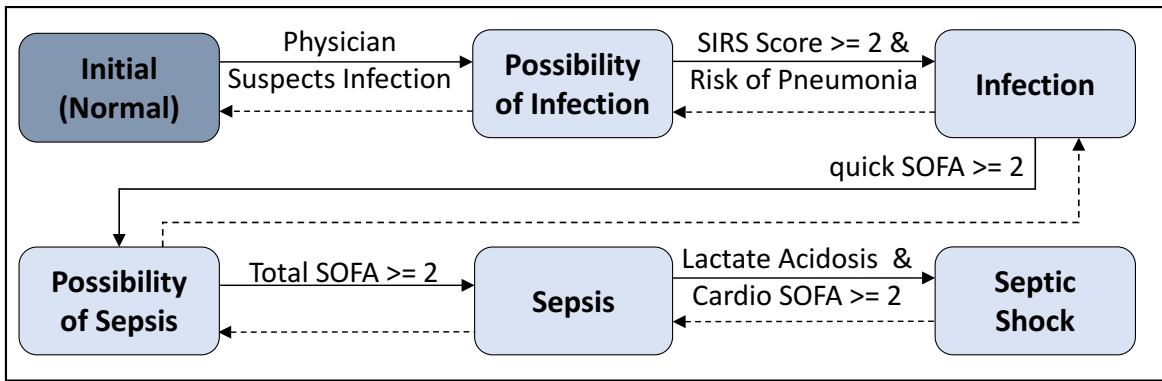 Initial
(Normal)
Physician
Suspects Infection
Possibility
of Infection
SIRS Score >= 2 &
Risk of Pneumonia
Infection
quick SOFA >= 2
Possibility
of Sepsis
Total SOFA >= 2
Sepsis
Lactate Acidosis &
Cardio SOFA >= 2
Septic
Shock